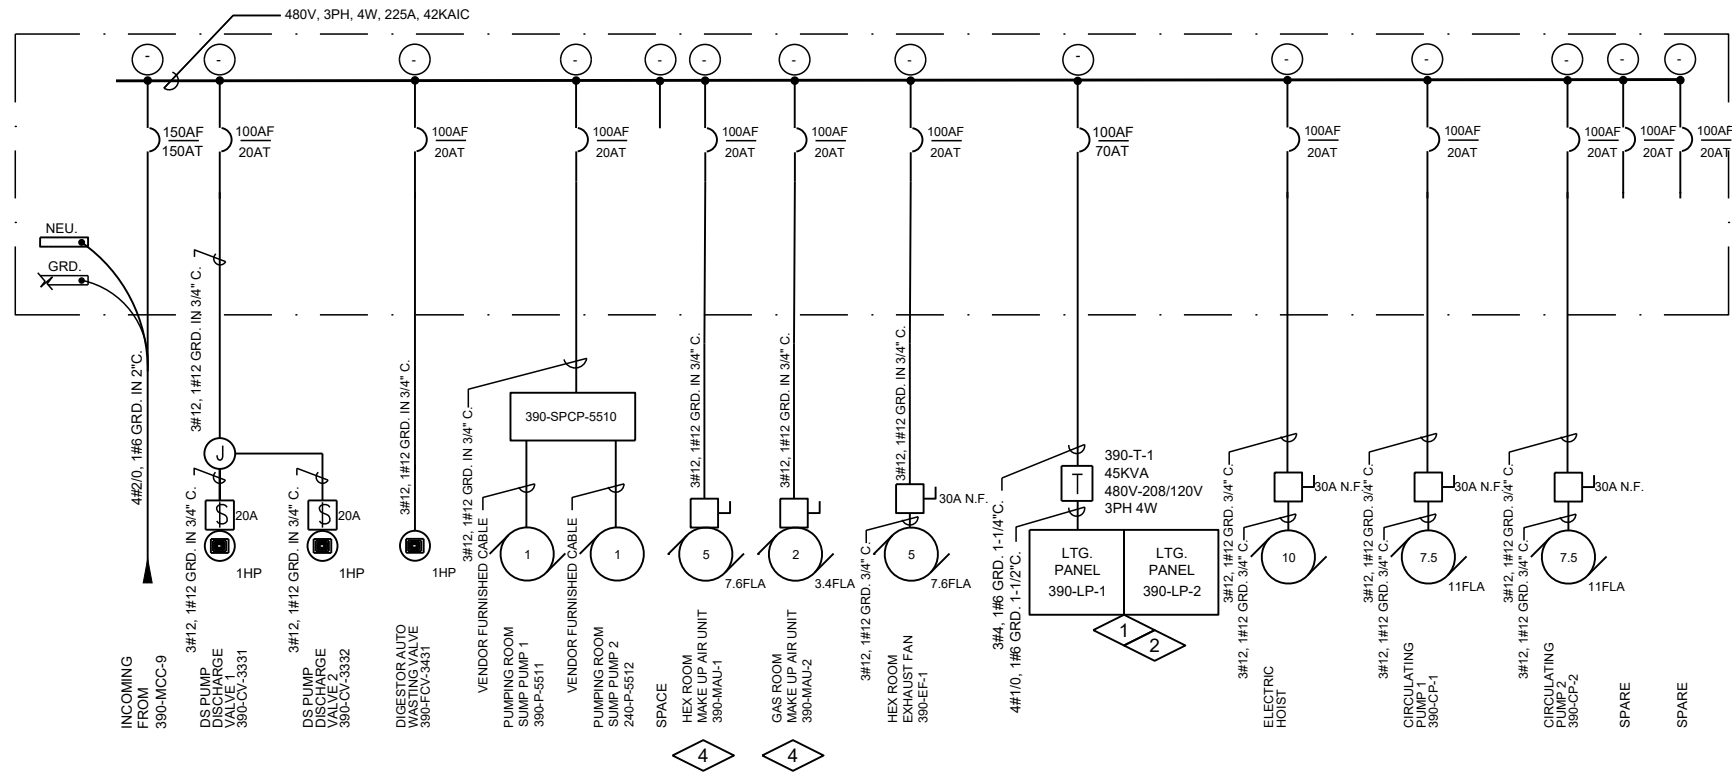 480V, 3PH, 4W, 225A, 42KAIC
-
-
-
-
-
-
-
-
-
-
-
-
-
150AF
150AT
100AF
20AT
100AF
20AT
100AF
20AT
100AF
20AT
100AF
20AT
100AF
20AT
100AF
70AT
100AF
20AT
100AF
20AT
100AF
20AT
100AF
20AT
100AF
20AT
NEU.
GRD.
4#2/0, 1#6 GRD. IN 2"C.
3#12, 1#12 GRD. IN 3/4" C.
J
3#12, 1#12 GRD IN 3/4" C.
S
20A
1HP
3#12, 1#12 GRD. IN 3/4" C.
S
20A
1HP
3#12, 1#12 GRD. IN 3/4" C.
1HP
3#12, 1#12 GRD. IN 3/4" C.
390-SPCP-5510
VENDOR FURNISHED CABLE
1
VENDOR FURNISHED CABLE
1
3#12, 1#12 GRD. IN 3/4" C.
5
7.6FLA
3#12, 1#12 GRD. IN 3/4" C.
2
3.4FLA
3#12, 1#12 GRD. IN 3/4" C.
30A N.F.
3#12, 1#12 GRD. 3/4" C.
5
7.6FLA
3#4, 1#6 GRD. 1-1/4"C.
T
390-T-1
45KVA
480V-208/120V
3PH 4W
4#1/0, 1#6 GRD. 1-1/2"C.
LTG.
PANEL
390-LP-1
LTG.
PANEL
390-LP-2
1
2
3#12, 1#12 GRD. 3/4" C.
30A N.F.
3#12, 1#12 GRD. 3/4" C.
10
3#12, 1#12 GRD. 3/4" C.
30A N.F.
3#12, 1#12 GRD. 3/4" C.
7.5
11FLA
3#12, 1#12 GRD. 3/4" C.
30A N.F.
3#12, 1#12 GRD. 3/4" C.
7.5
11FLA
INCOMING
FROM
390-MCC-9
DS PUMP
DISCHARGE
VALVE 1
390-CV-3331
DS PUMP
DISCHARGE
VALVE 2
390-CV-3332
DIGESTOR AUTO
WASTING VALVE
390-FCV-3431
PUMPING ROOM
SUMP PUMP 1
390-P-5511
PUMPING ROOM
SUMP PUMP 2
240-P-5512
SPACE
HEX ROOM
MAKE UP AIR UNIT
390-MAU-1
4
GAS ROOM
MAKE UP AIR UNIT
390-MAU-2
4
HEX ROOM
EXHAUST FAN
390-EF-1
ELECTRIC
HOIST
CIRCULATING
PUMP 1
390-CP-1
CIRCULATING
PUMP 2
390-CP-2
SPARE
SPARE